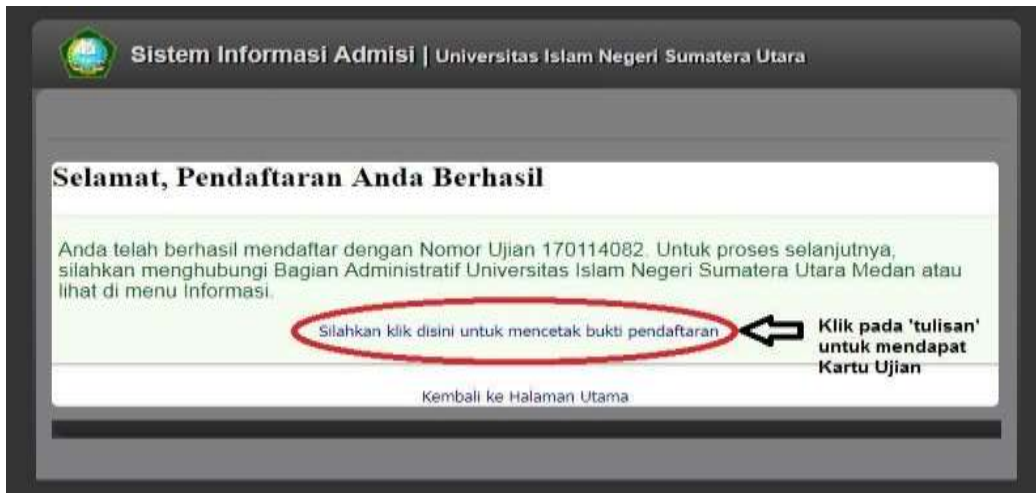 Sistem Informasi Admisi | Universitas Islam Negeri Sumatera Utara
Selamat, Pendaftaran Anda Berhasil
Anda telah berhasil mendaftar dengan Nomor Ujian 170114082. Untuk proses selanjutnya,
silahkan menghubungi Bagian Administratif Universitas Islam Negeri Sumatera Utara Medan atau
lihat di menu Informasi.
Silahkan klik disini untuk mencetak bukti pendaftaran
Klik pada 'tulisan'
untuk mendapat
Kartu Ujian
Kembali ke Halaman Utama